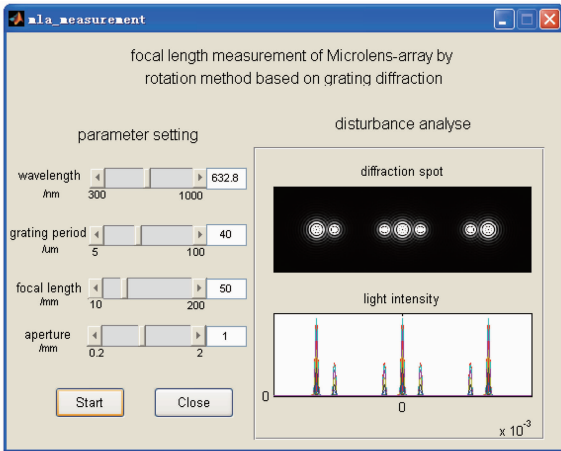 mla_measurement
focal length measurement of Microlens-array by
rotation method based on grating diffraction
parameter setting
wavelength
/nm
632.8
300 1000
grating period
/um
40
5 100
focal length
/mm
50
10 200
aperture
/mm
1
0.2 2
Start Close
disturbance analyse
diffraction spot
light intensity
0
0
x 10^-3